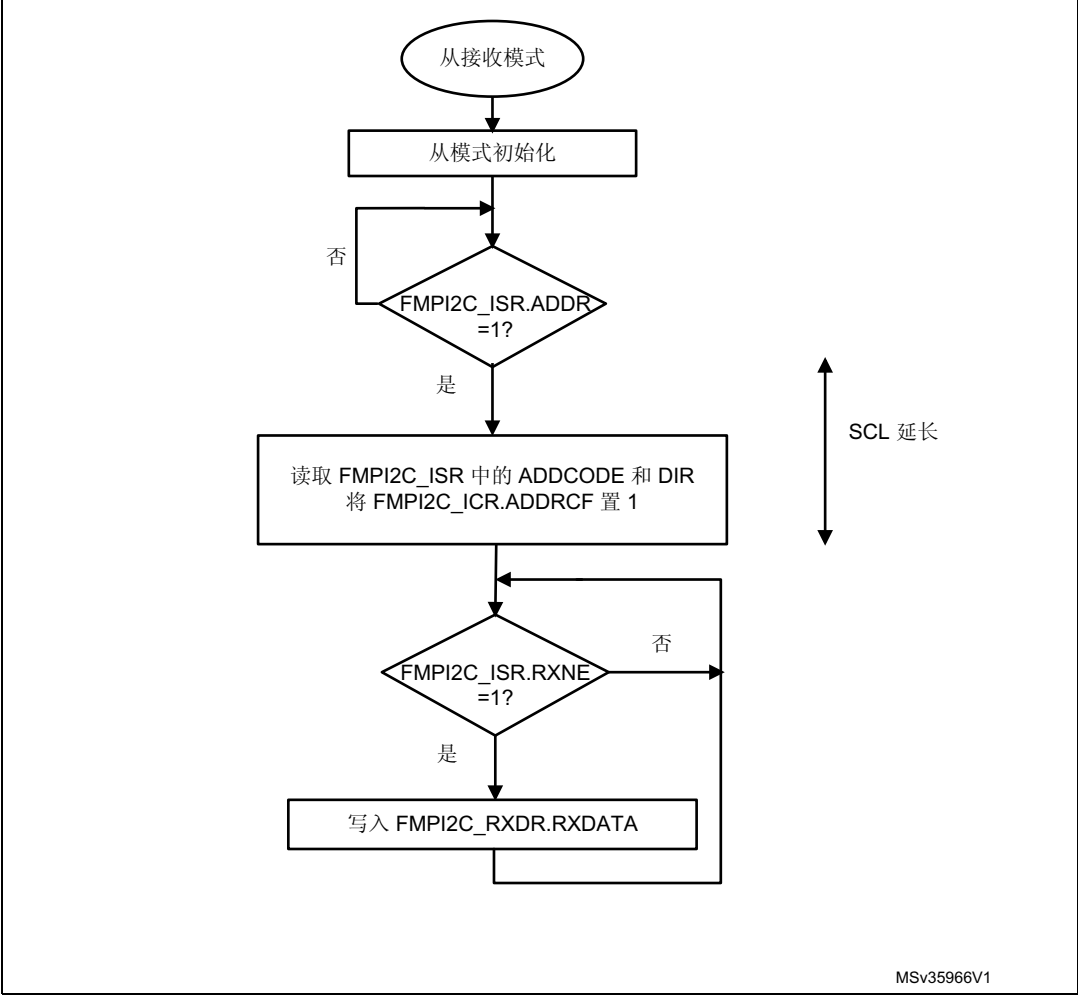 从接收模式
从模式初始化
否
FMPI2C_ISR.ADDR
=1?
是
SCL 延长
读取 FMPI2C_ISR 中的 ADDCODE 和 DIR
将 FMPI2C_ICR.ADDRCF 置 1
否
FMPI2C_ISR.RXNE
=1?
是
写入 FMPI2C_RXDR.RXDATA
MSv35966V1